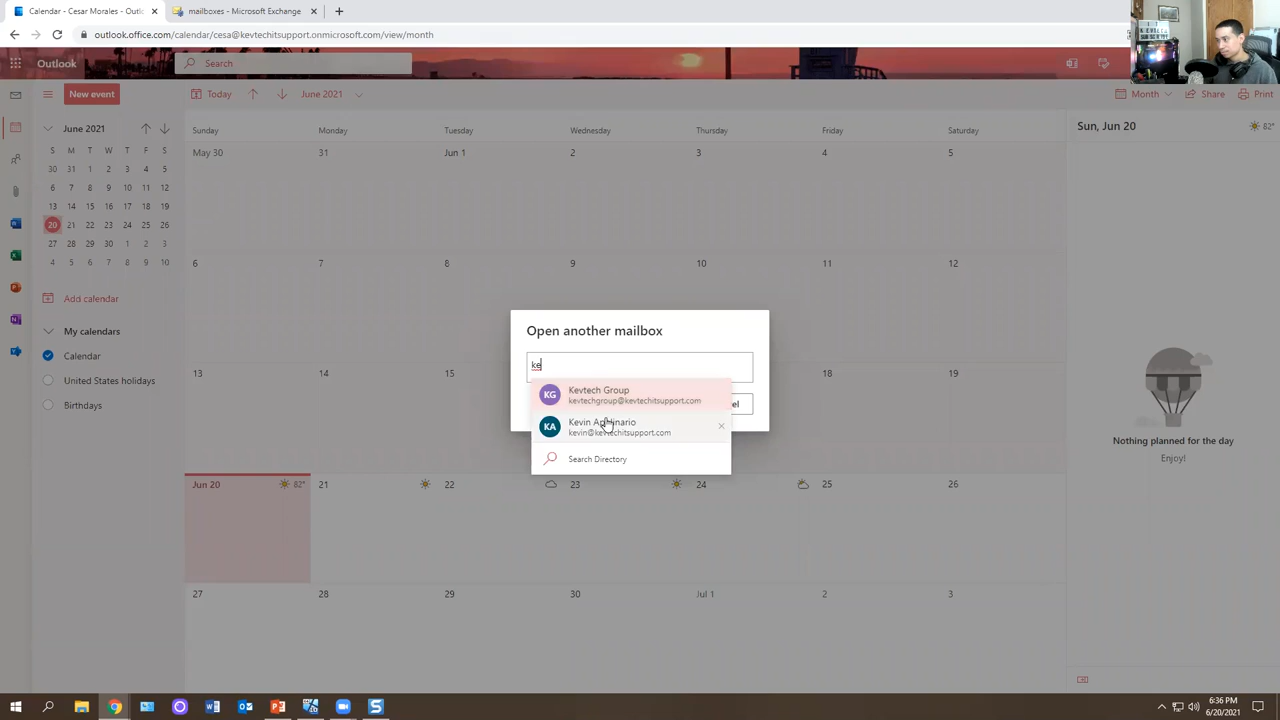 Calendar - Cesar Morales - Outlo
mailboxes - Microsoft Exchange
outlook.office.com/calendar/cesa@kevtechitsupport.onmicrosoft.com/view/month
Outlook
Search
New event
Today
June 2021
Month
Share
Print
June 2021
S M T W T F S
30 31 1 2 3 4 5
6 7 8 9 10 11 12
13 14 15 16 17 18 19
20 21 22 23 24 25 26
27 28 29 30 1 2 3
4 5 6 7 8 9 10
Add calendar
My calendars
Calendar
United States holidays
Birthdays
Sunday Monday Tuesday Wednesday Thursday Friday Saturday
May 30 31 Jun 1 2 3 4 5
6 7 8 9 10 11 12
13 14 15 17 18 19
Jun 20 82° 21 22 23 24 25 26
27 28 29 30 Jul 1 2 3
Open another mailbox
ke
KG Kevtech Group
kevtechgroup@kevtechitsupport.com
KA Kevin
kevin@kevtechitsupport.com
Search Directory
Sun, Jun 20
82°
Nothing planned for the day
Enjoy!
6:36 PM
6/20/2021